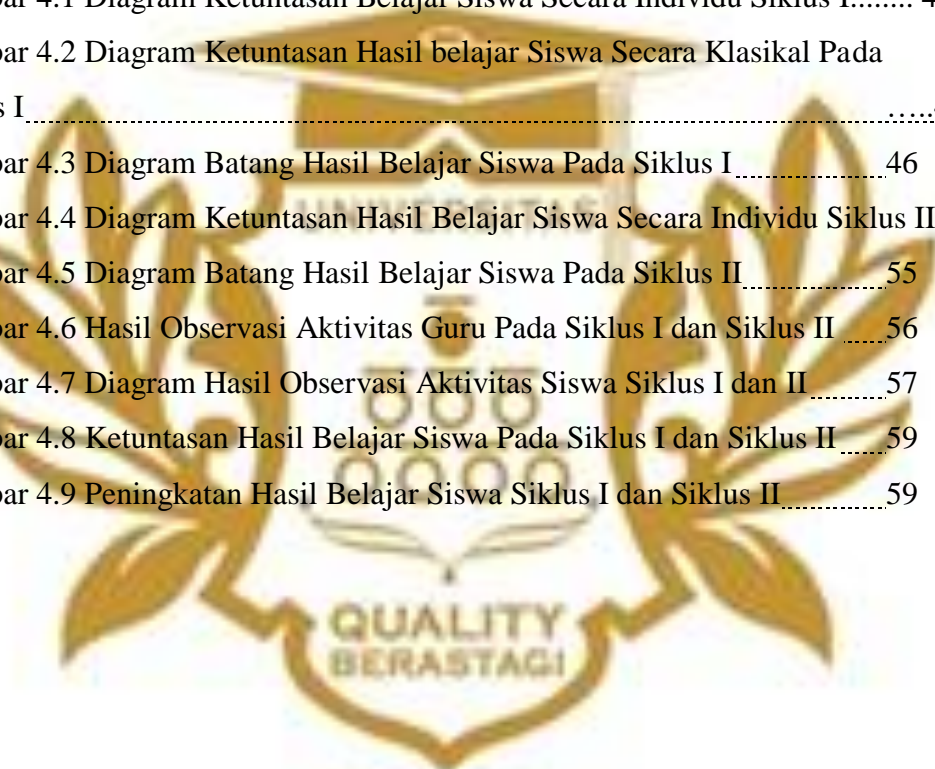 bar 4.1 Diagram Ketuntasan Belajar Siswa Secara Individu Siklus I........ 4
bar 4.2 Diagram Ketuntasan Hasil belajar Siswa Secara Klasikal Pada
s I …..
bar 4.3 Diagram Batang Hasil Belajar Siswa Pada Siklus I 46
UNIVERSITAS
bar 4.4 Diagram Ketuntasan Hasil Belajar Siswa Secara Individu Siklus II
bar 4.5 Diagram Batang Hasil Belajar Siswa Pada Siklus II 55
bar 4.6 Hasil Observasi Aktivitas Guru Pada Siklus I dan Siklus II 56
bar 4.7 Diagram Hasil Observasi Aktivitas Siswa Siklus I dan II 57
bar 4.8 Ketuntasan Hasil Belajar Siswa Pada Siklus I dan Siklus II 59
bar 4.9 Peningkatan Hasil Belajar Siswa Siklus I dan Siklus II 59
QUALITY
BERASTAGI